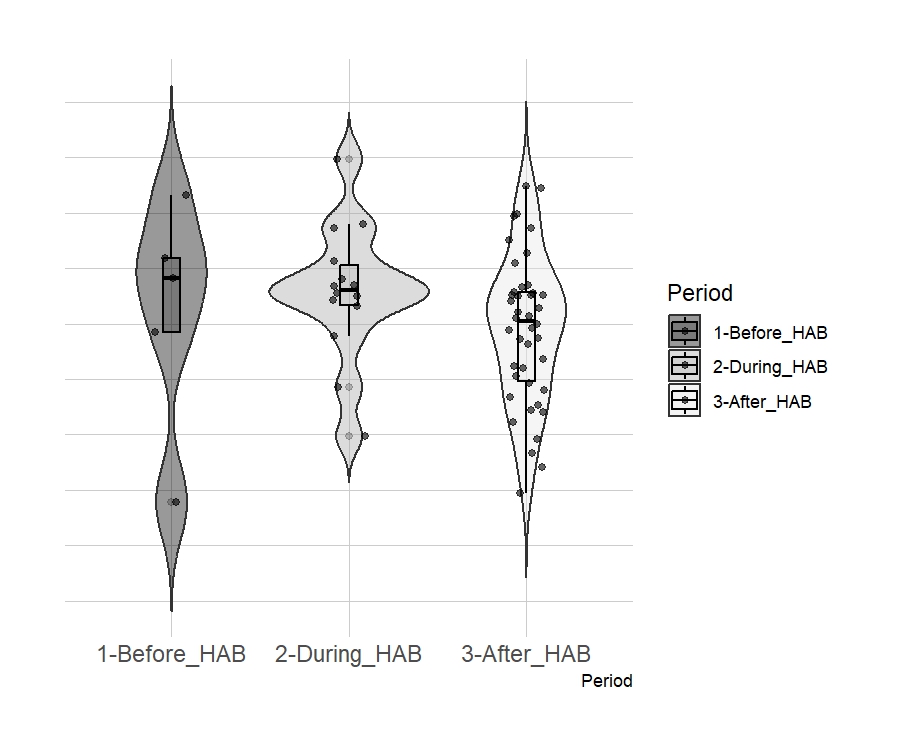 Period
1-Before_HAB
2-During_HAB
3-After_HAB
1-Before_HAB 2-During_HAB 3-After_HAB
Period